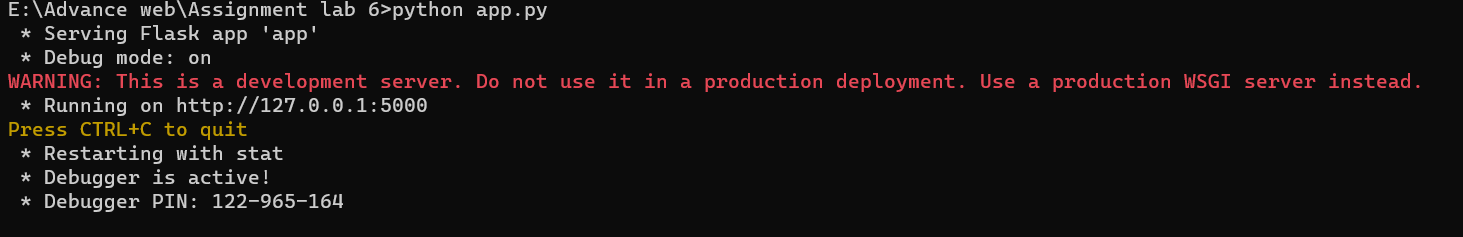 E:\Advance web\Assignment lab 6>python app.py
 * Serving Flask app 'app'
 * Debug mode: on
WARNING: This is a development server. Do not use it in a production deployment. Use a production WSGI server instead.
 * Running on http://127.0.0.1:5000
Press CTRL+C to quit
 * Restarting with stat
 * Debugger is active!
 * Debugger PIN: 122-965-164